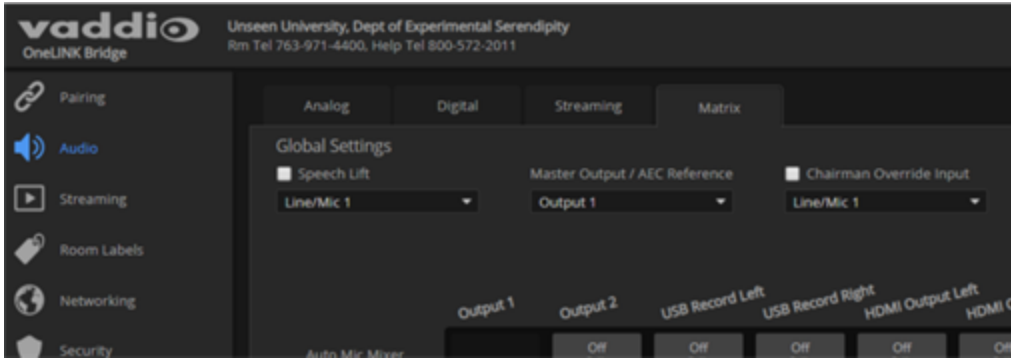 vaddio
OneLINK Bridge
Unseen University, Dept of Experimental Serendipity
Rm Tel 763-971-4400, Help Tel 800-572-2011
Pairing
Audio
Streaming
Room Labels
Networking
Security
Analog Digital Streaming Matrix
Global Settings
Speech Lift Master Output / AEC Reference Chairman Override Input
Line/Mic 1 Output 1 Line/Mic 1
Output 1 Output 2 USB Record Left USB Record Right HDMI Output Left HDMI
Auto Mic Mixer Off Off Off Off